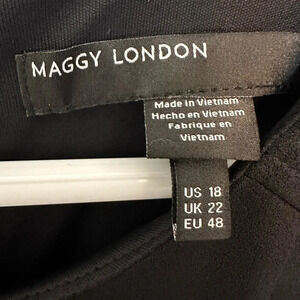 MAGGY LONDON
Made in Vietnam
Hecho en Vietnam
Fabrique en
Vietnam
US 18
UK 22
EU 48